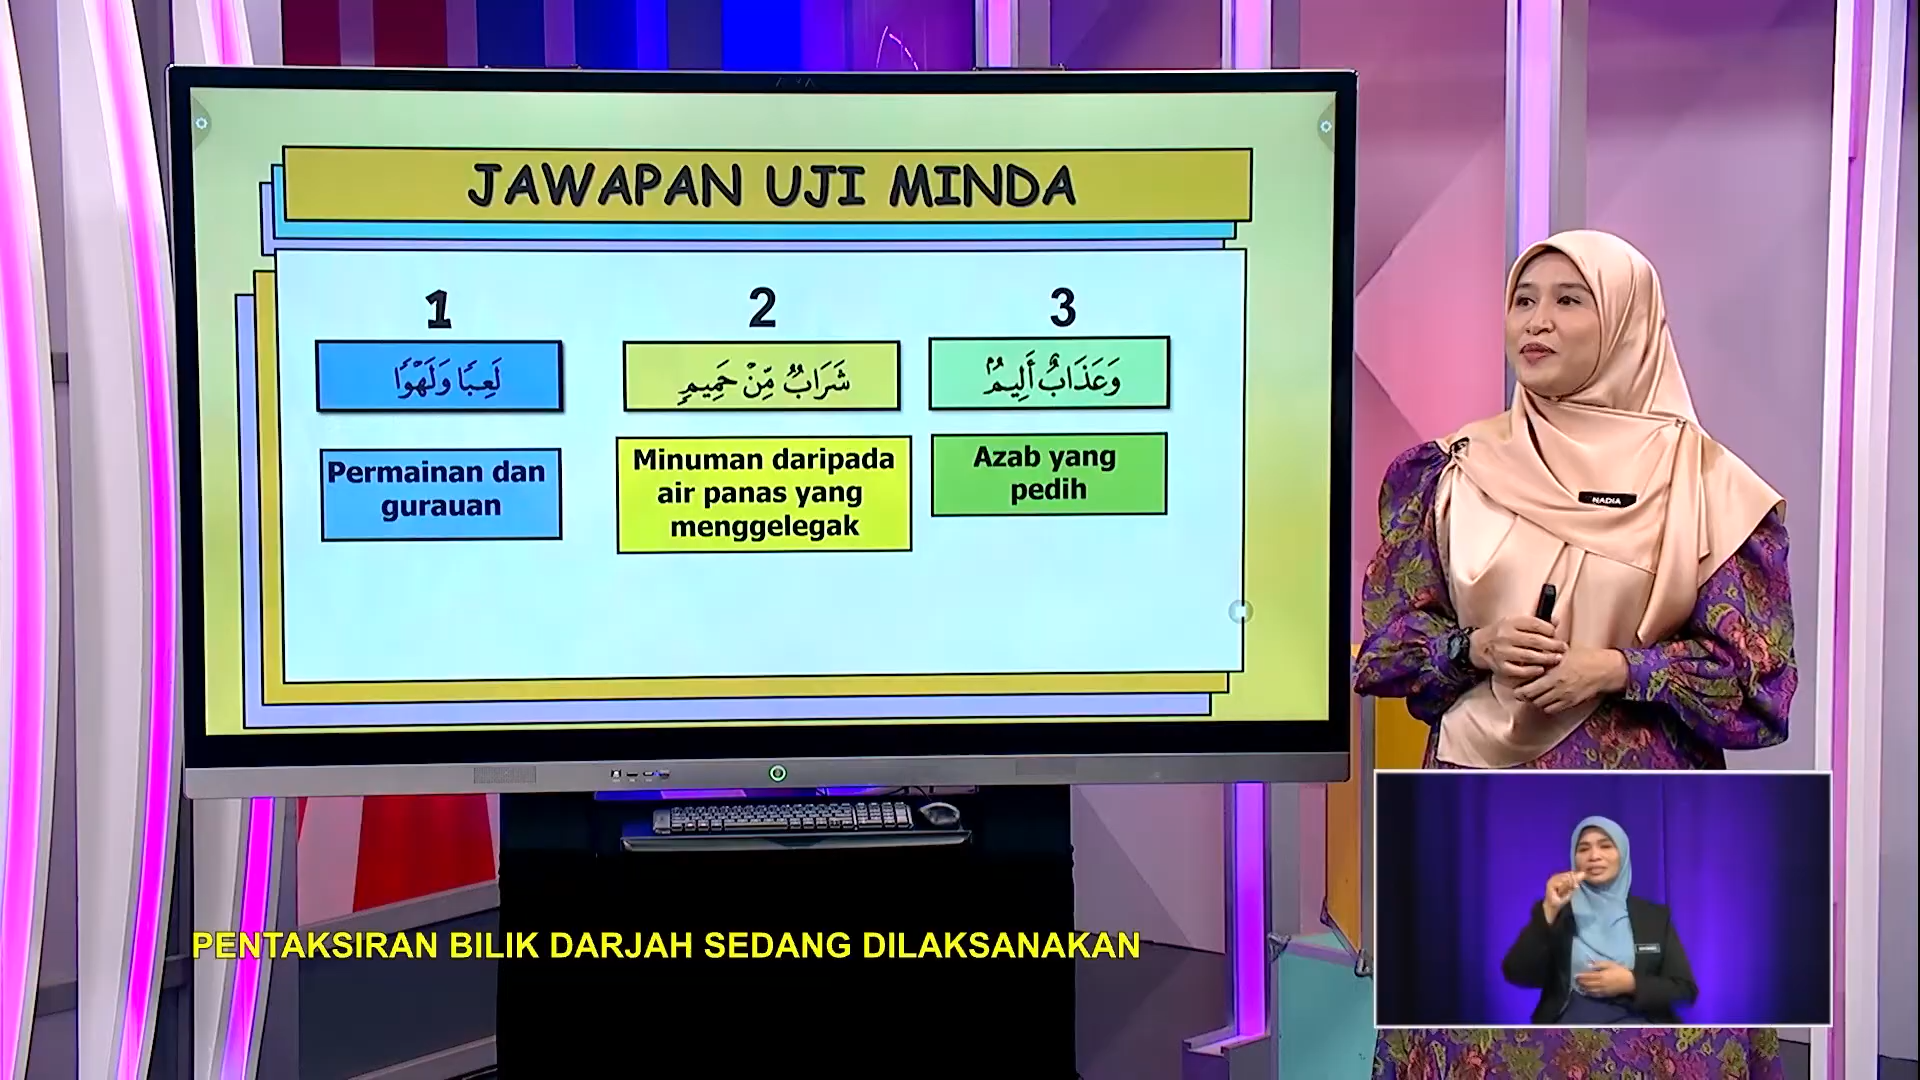 JAWAPAN UJI MINDA
1
2
3
لَعِبًا وَلَهْوًا
شَرَابٌ مِّنْ حَمِيمٍ
وَعَذَابٌ أَلِيمٌ
Permainan dan
gurauan
Minuman daripada
air panas yang
menggelegak
Azab yang
pedih
NADIA
PENTAKSIRAN BILIK DARJAH SEDANG DILAKSANAKAN